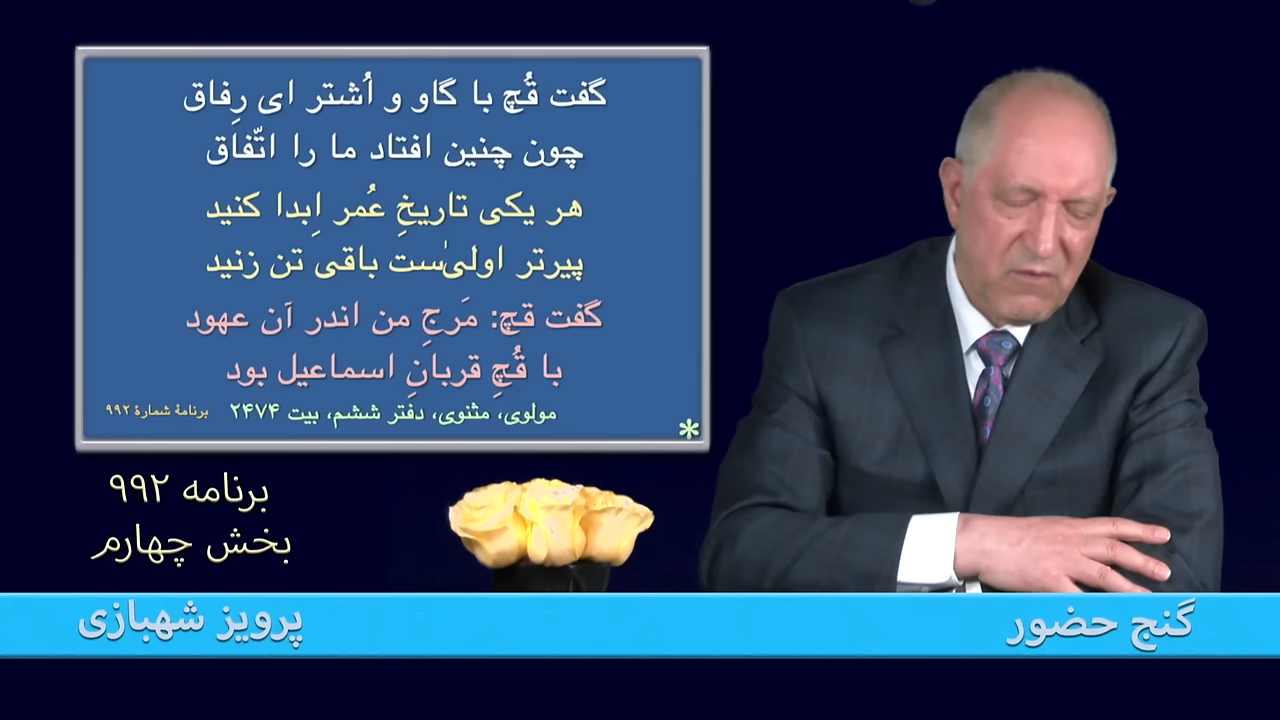 گفت قُچ با گاو و اُشتر ای رِفاق
چون چنین افتاد ما را اتّفاق
هر یکی تاریخِ عُمر اِبدا کنید
پیرتر اولیٰ‌ست باقی تن زنید
گفت قچ: مَرجِ من اندر آن عهود
با قُچِ قربانِ اسماعیل بود
مولوی، مثنوی، دفتر ششم، بیت ۲۴۷۴
برنامهٔ شمارهٔ ۹۹۲
*
برنامه ۹۹۲
بخش چهارم
گنج حضور
پرویز شهبازی